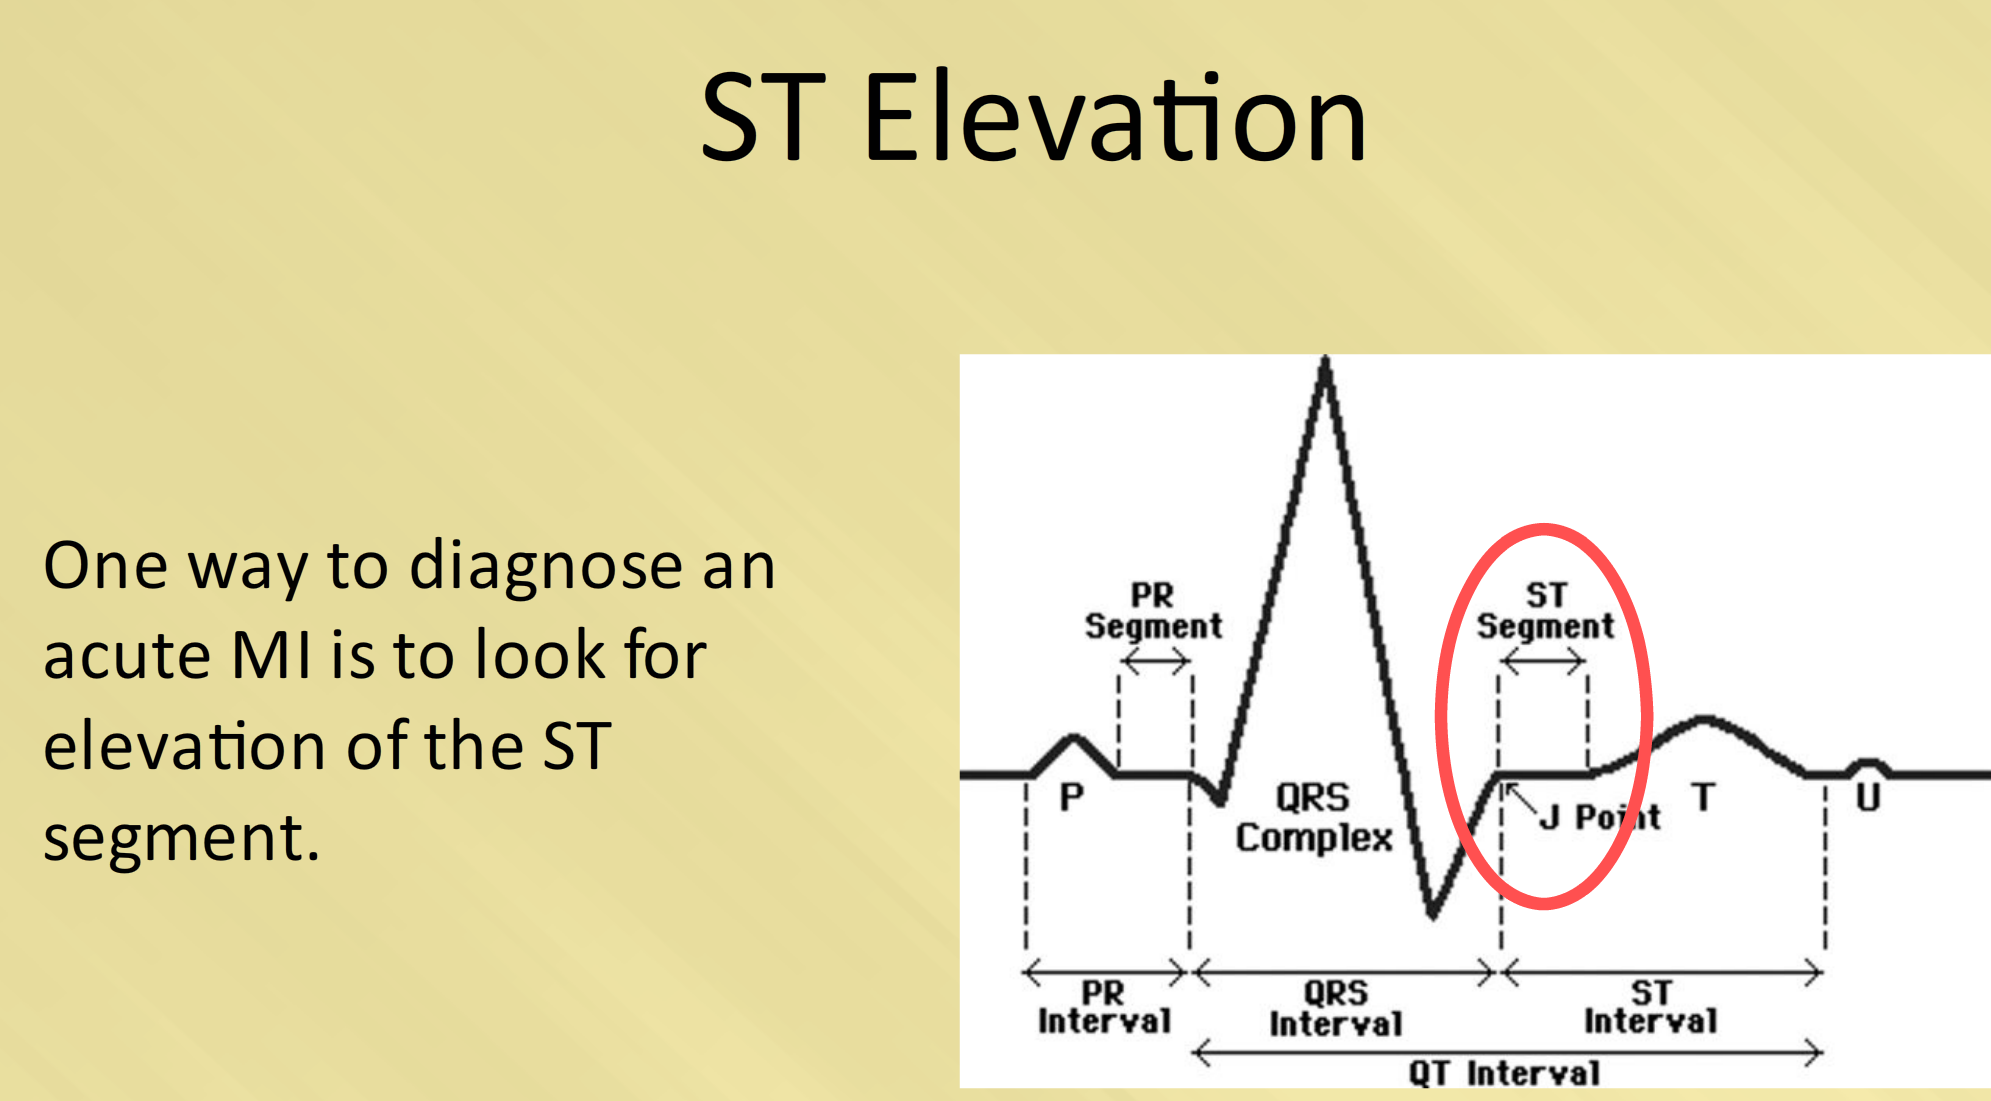 ST Elevation
One way to diagnose an
acute MI is to look for
elevation of the ST
segment.
PR
Segment
ST
Segment
P
QRS
Complex
J Point
T
U
PR
Interval
QRS
Interval
ST
Interval
QT Interval